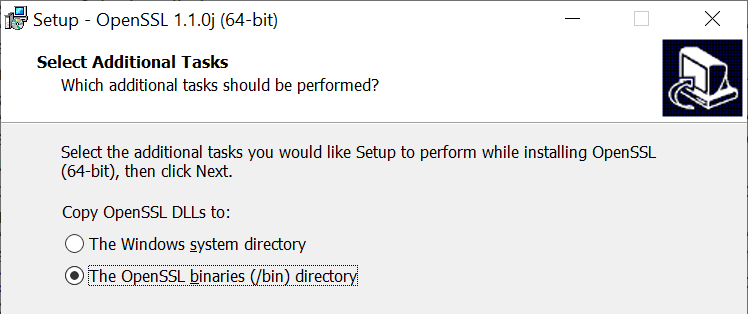 Setup - OpenSSL 1.1.0j (64-bit)
Select Additional Tasks
Which additional tasks should be performed?
Select the additional tasks you would like Setup to perform while installing OpenSSL
(64-bit), then click Next.
Copy OpenSSL DLLs to:
The Windows system directory
The OpenSSL binaries (/bin) directory